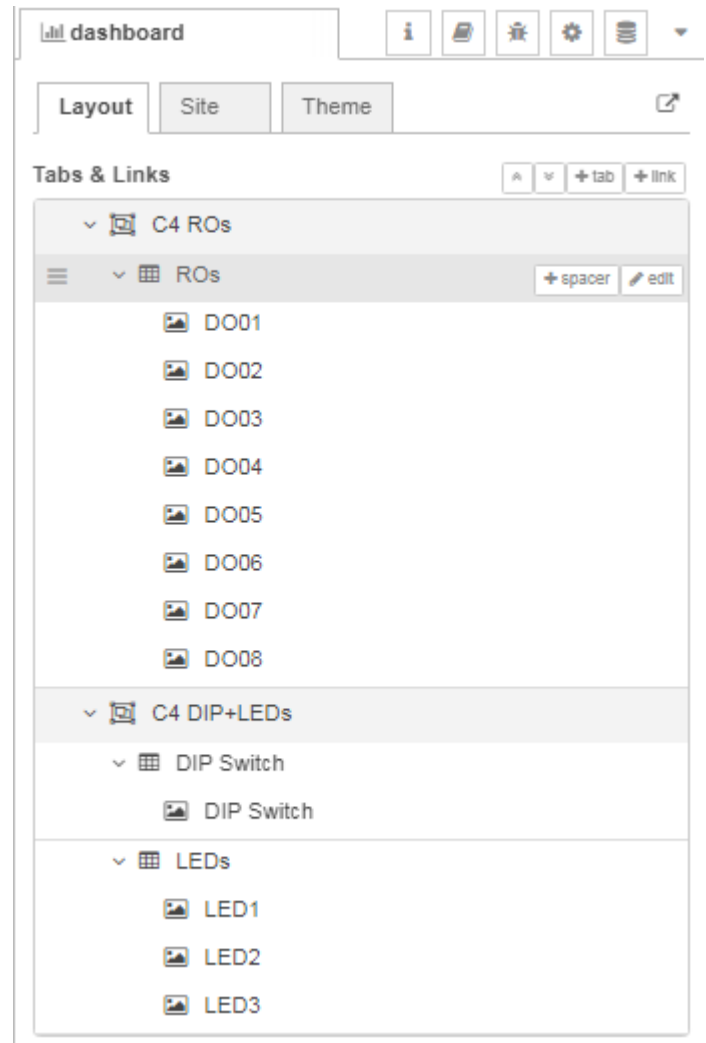 dashboard
Layout Site Theme
Tabs & Links +tab +link
C4 ROs
ROs +spacer edit
DO01
DO02
DO03
DO04
DO05
DO06
DO07
DO08
C4 DIP+LEDs
DIP Switch
DIP Switch
LEDs
LED1
LED2
LED3